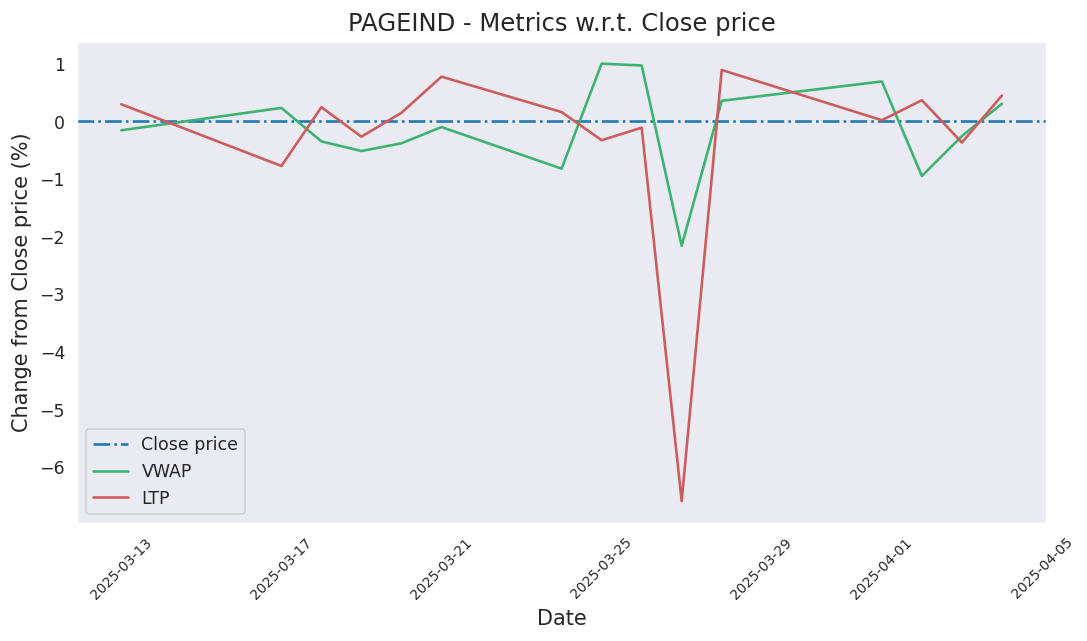 PAGEIND - Metrics w.r.t. Close price
Change from Close price (%)
1
0
−1
−2
−3
−4
−5
−6
Close price
VWAP
LTP
2025-03-13
2025-03-17
2025-03-21
2025-03-25
2025-03-29
2025-04-01
2025-04-05
Date